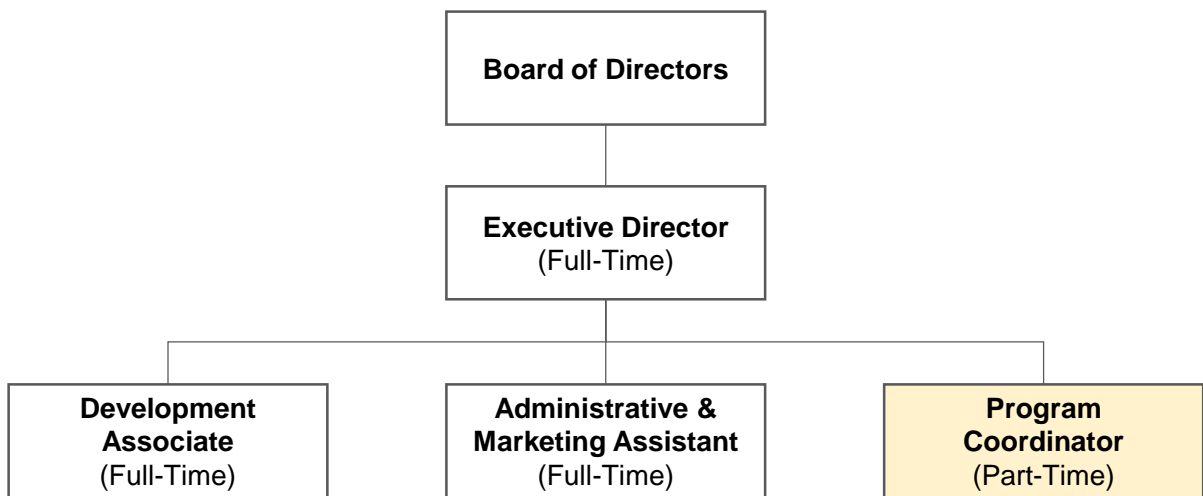 Board of Directors
Executive Director
(Full-Time)
Development
Associate
(Full-Time)
Administrative &
Marketing Assistant
(Full-Time)
Program
Coordinator
(Part-Time)